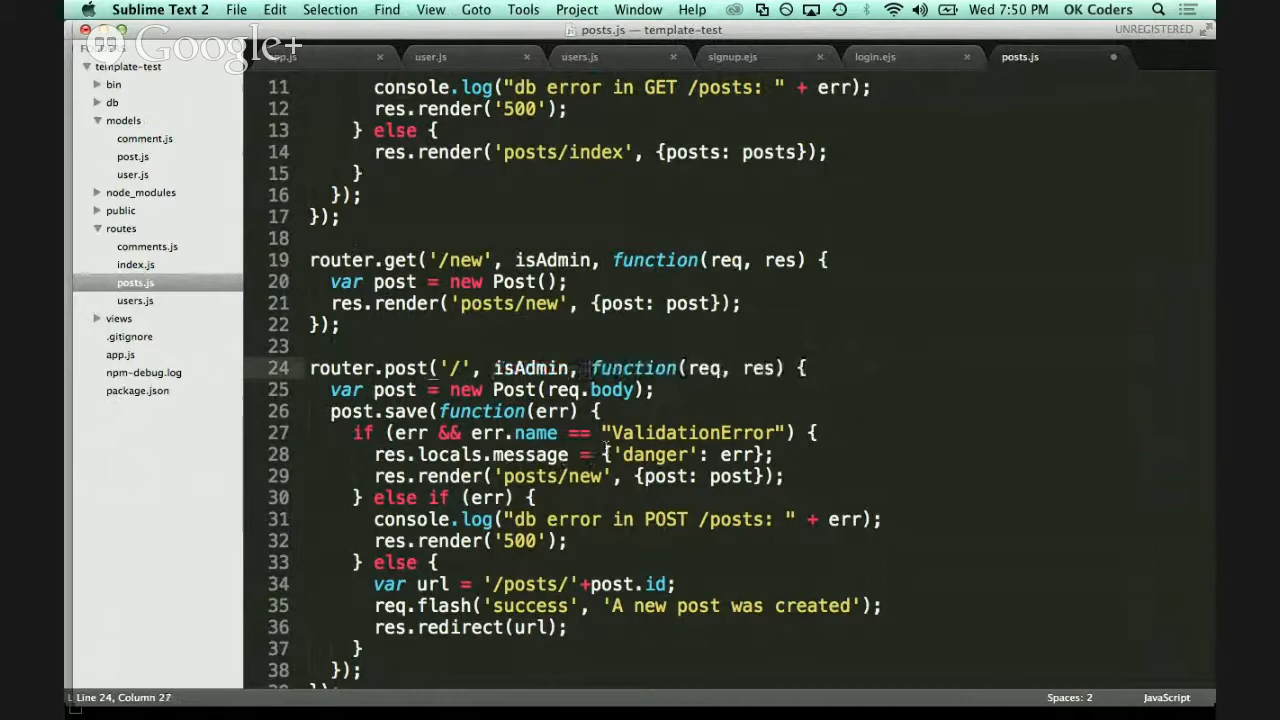 Sublime Text 2 File Edit Selection Find View Goto Tools Project Window Help Wed 7:50 PM OK Coders
posts.js — template-test
UNREGISTERED
Google+
app.js user.js users.js signup.ejs login.ejs posts.js
template-test
bin
db
models
comment.js
post.js
user.js
node_modules
public
routes
comments.js
index.js
posts.js
users.js
views
.gitignore
app.js
npm-debug.log
package.json
11 console.log("db error in GET /posts: " + err);
12 res.render('500');
13 } else {
14 res.render('posts/index', {posts: posts});
15 }
16 });
17 });
18
19 router.get('/new', isAdmin, function(req, res) {
20 var post = new Post();
21 res.render('posts/new', {post: post});
22 });
23
24 router.post('/', isAdmin, function(req, res) {
25 var post = new Post(req.body);
26 post.save(function(err) {
27 if (err && err.name == "ValidationError") {
28 res.locals.message = {'danger': err};
29 res.render('posts/new', {post: post});
30 } else if (err) {
31 console.log("db error in POST /posts: " + err);
32 res.render('500');
33 } else {
34 var url = '/posts/'+post.id;
35 req.flash('success', 'A new post was created');
36 res.redirect(url);
37 }
38 });
Line 24, Column 27
Spaces: 2
JavaScript